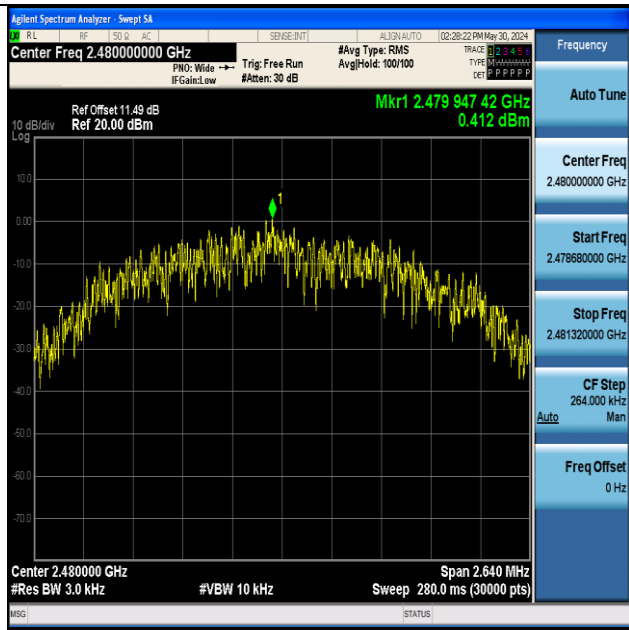 Agilent Spectrum Analyzer - Swept SA
RL RF 50 Ω AC SENSE:INT ALIGN AUTO 02:28:22 PM May 30, 2024
Center Freq 2.480000000 GHz #Avg Type: RMS TRACE 1 2 3 4 5 6 Frequency
PNO: Wide Trig: Free Run Avg|Hold: 100/100 TYPE M
IFGain:Low #Atten: 30 dB DET P P P P P P
Auto Tune
Ref Offset 11.49 dB Mkr1 2.479 947 42 GHz
10 dB/div Ref 20.00 dBm 0.412 dBm
Log
1
10.0
0.00
-10.0
-20.0
-30.0
-40.0
-50.0
-60.0
-70.0
Center Freq
2.480000000 GHz
Start Freq
2.478680000 GHz
Stop Freq
2.481320000 GHz
CF Step
264.000 kHz
Auto Man
Freq Offset
0 Hz
Center 2.480000 GHz Span 2.640 MHz
#Res BW 3.0 kHz #VBW 10 kHz Sweep 280.0 ms (30000 pts)
MSG STATUS